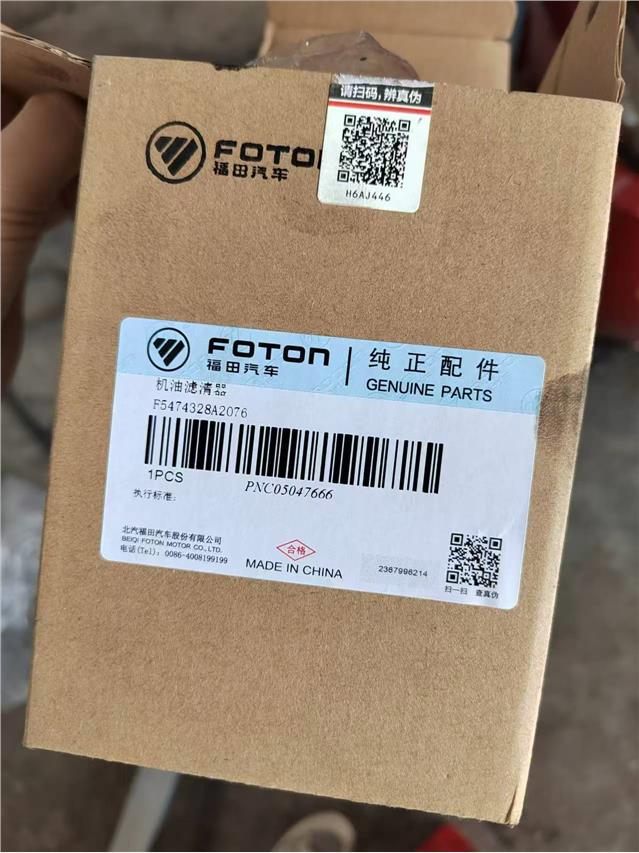 请扫码,辨真伪
H6AJ446
FOTON
福田汽车
FOTON
福田汽车
纯正配件
GENUINE PARTS
机油滤清器
F5474328A2076
1PCS
PNC05047666
执行标准:
北汽福田汽车股份有限公司
BEIQI FOTON MOTOR CO.,LTD.
电话(Tel): 0086-4008199199
合格
MADE IN CHINA
2367996214
扫一扫 查真伪